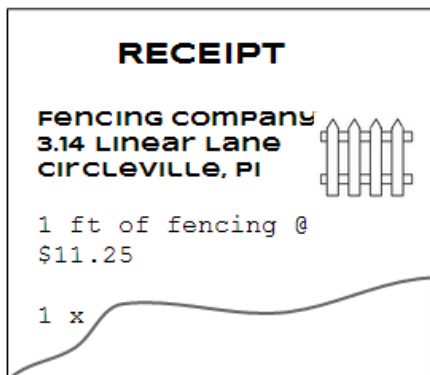 RECEIPT
Fencing Company
3.14 Linear Lane
Circleville, PI
1 ft of fencing @
$11.25
1 x